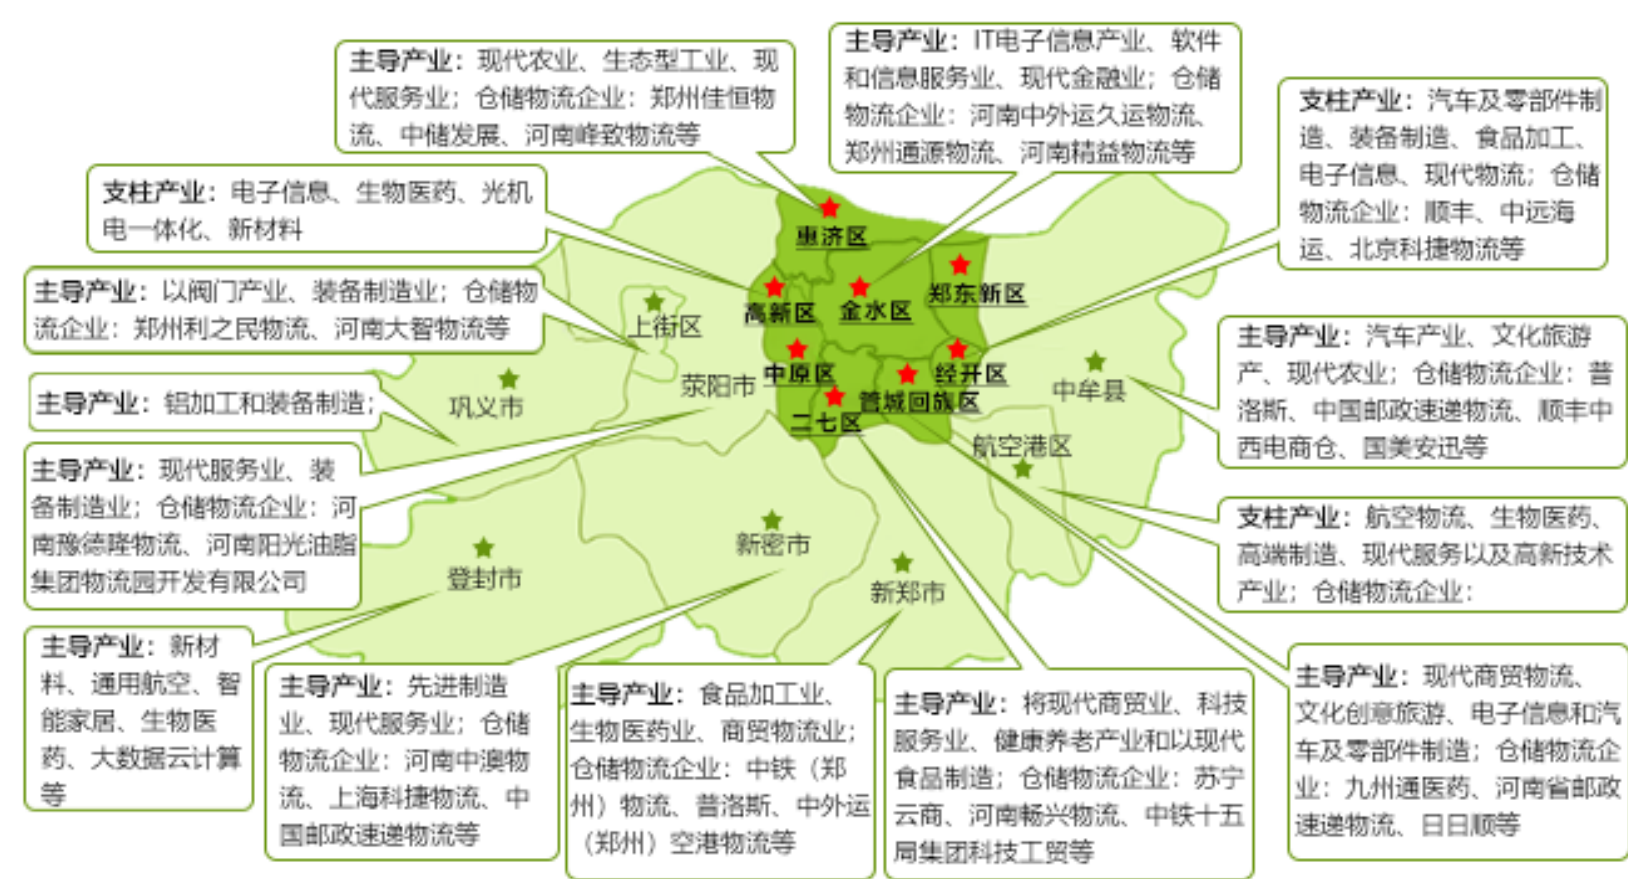 主导产业：现代农业、生态型工业、现
代服务业；仓储物流企业：郑州佳恒物
流、中储发展、河南峰致物流等
主导产业：IT电子信息产业、软件
和信息服务业、现代金融业；仓储
物流企业：河南中外运久运物流、
郑州通源物流、河南精益物流等
支柱产业：汽车及零部件制
造、装备制造、食品加工、
电子信息、现代物流；仓储
物流企业：顺丰、中远海
运、北京科捷物流等
支柱产业：电子信息、生物医药、光机
电一体化、新材料
主导产业：以阀门产业、装备制造业；仓储物
流企业：郑州利之民物流、河南大智物流等
主导产业：铝加工和装备制造；
主导产业：现代服务业、装
备制造业；仓储物流企业：河
南豫德隆物流、河南阳光油脂
集团物流园开发有限公司
主导产业：新材
料、通用航空、智
能家居、生物医
药、大数据云计算
等
主导产业：先进制造
业、现代服务业；仓储
物流企业：河南中澳物
流、上海科捷物流、中
国邮政速递物流等
主导产业：食品加工业、
生物医药业、商贸物流业；
仓储物流企业：中铁（郑
州）物流、普洛斯、中外运
（郑州）空港物流等
主导产业：将现代商贸业、科技
服务业、健康养老产业和以现代
食品制造；仓储物流企业：苏宁
云商、河南畅兴物流、中铁十五
局集团科技工贸等
主导产业：现代商贸物流、
文化创意旅游、电子信息和汽
车及零部件制造；仓储物流企
业：九州通医药、河南省邮政
速递物流、日日顺等
支柱产业：航空物流、生物医药、
高端制造、现代服务以及高新技术
产业；仓储物流企业：
主导产业：汽车产业、文化旅游
产、现代农业；仓储物流企业：普
洛斯、中国邮政速递物流、顺丰中
西电商仓、国美安迅等
惠济区
郑东新区
高新区
金水区
上街区
中原区
经开区
荥阳市
管城回族区
中牟县
巩义市
二七区
航空港区
新密市
登封市
新郑市